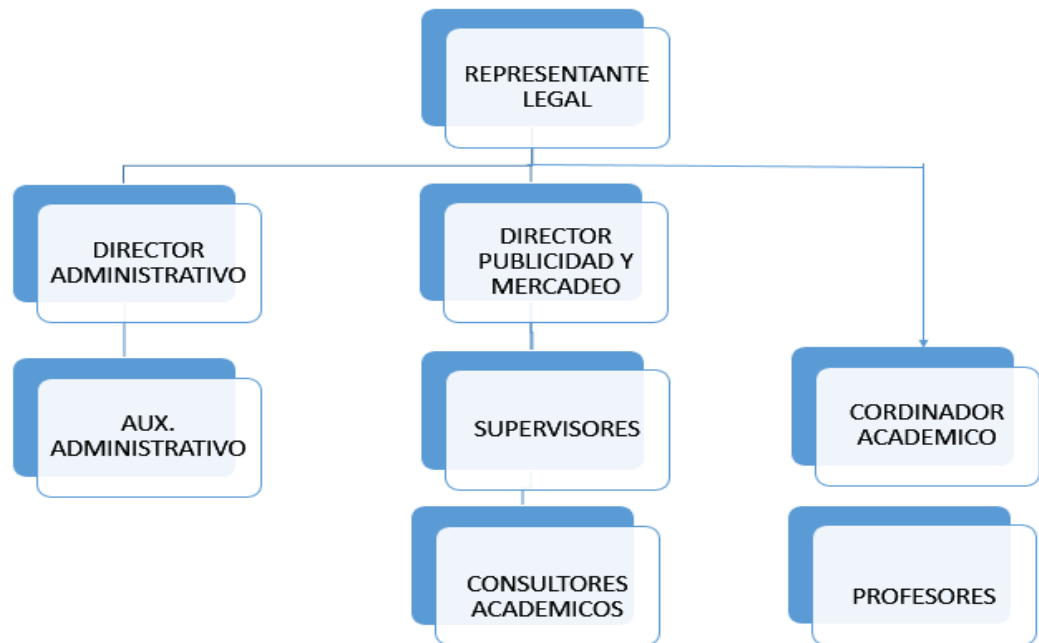 REPRESENTANTE
LEGAL
DIRECTOR
ADMINISTRATIVO
DIRECTOR
PUBLICIDAD Y
MERCADEO
AUX.
ADMINISTRATIVO
SUPERVISORES
CORDINADOR
ACADEMICO
CONSULTORES
ACADEMICOS
PROFESORES